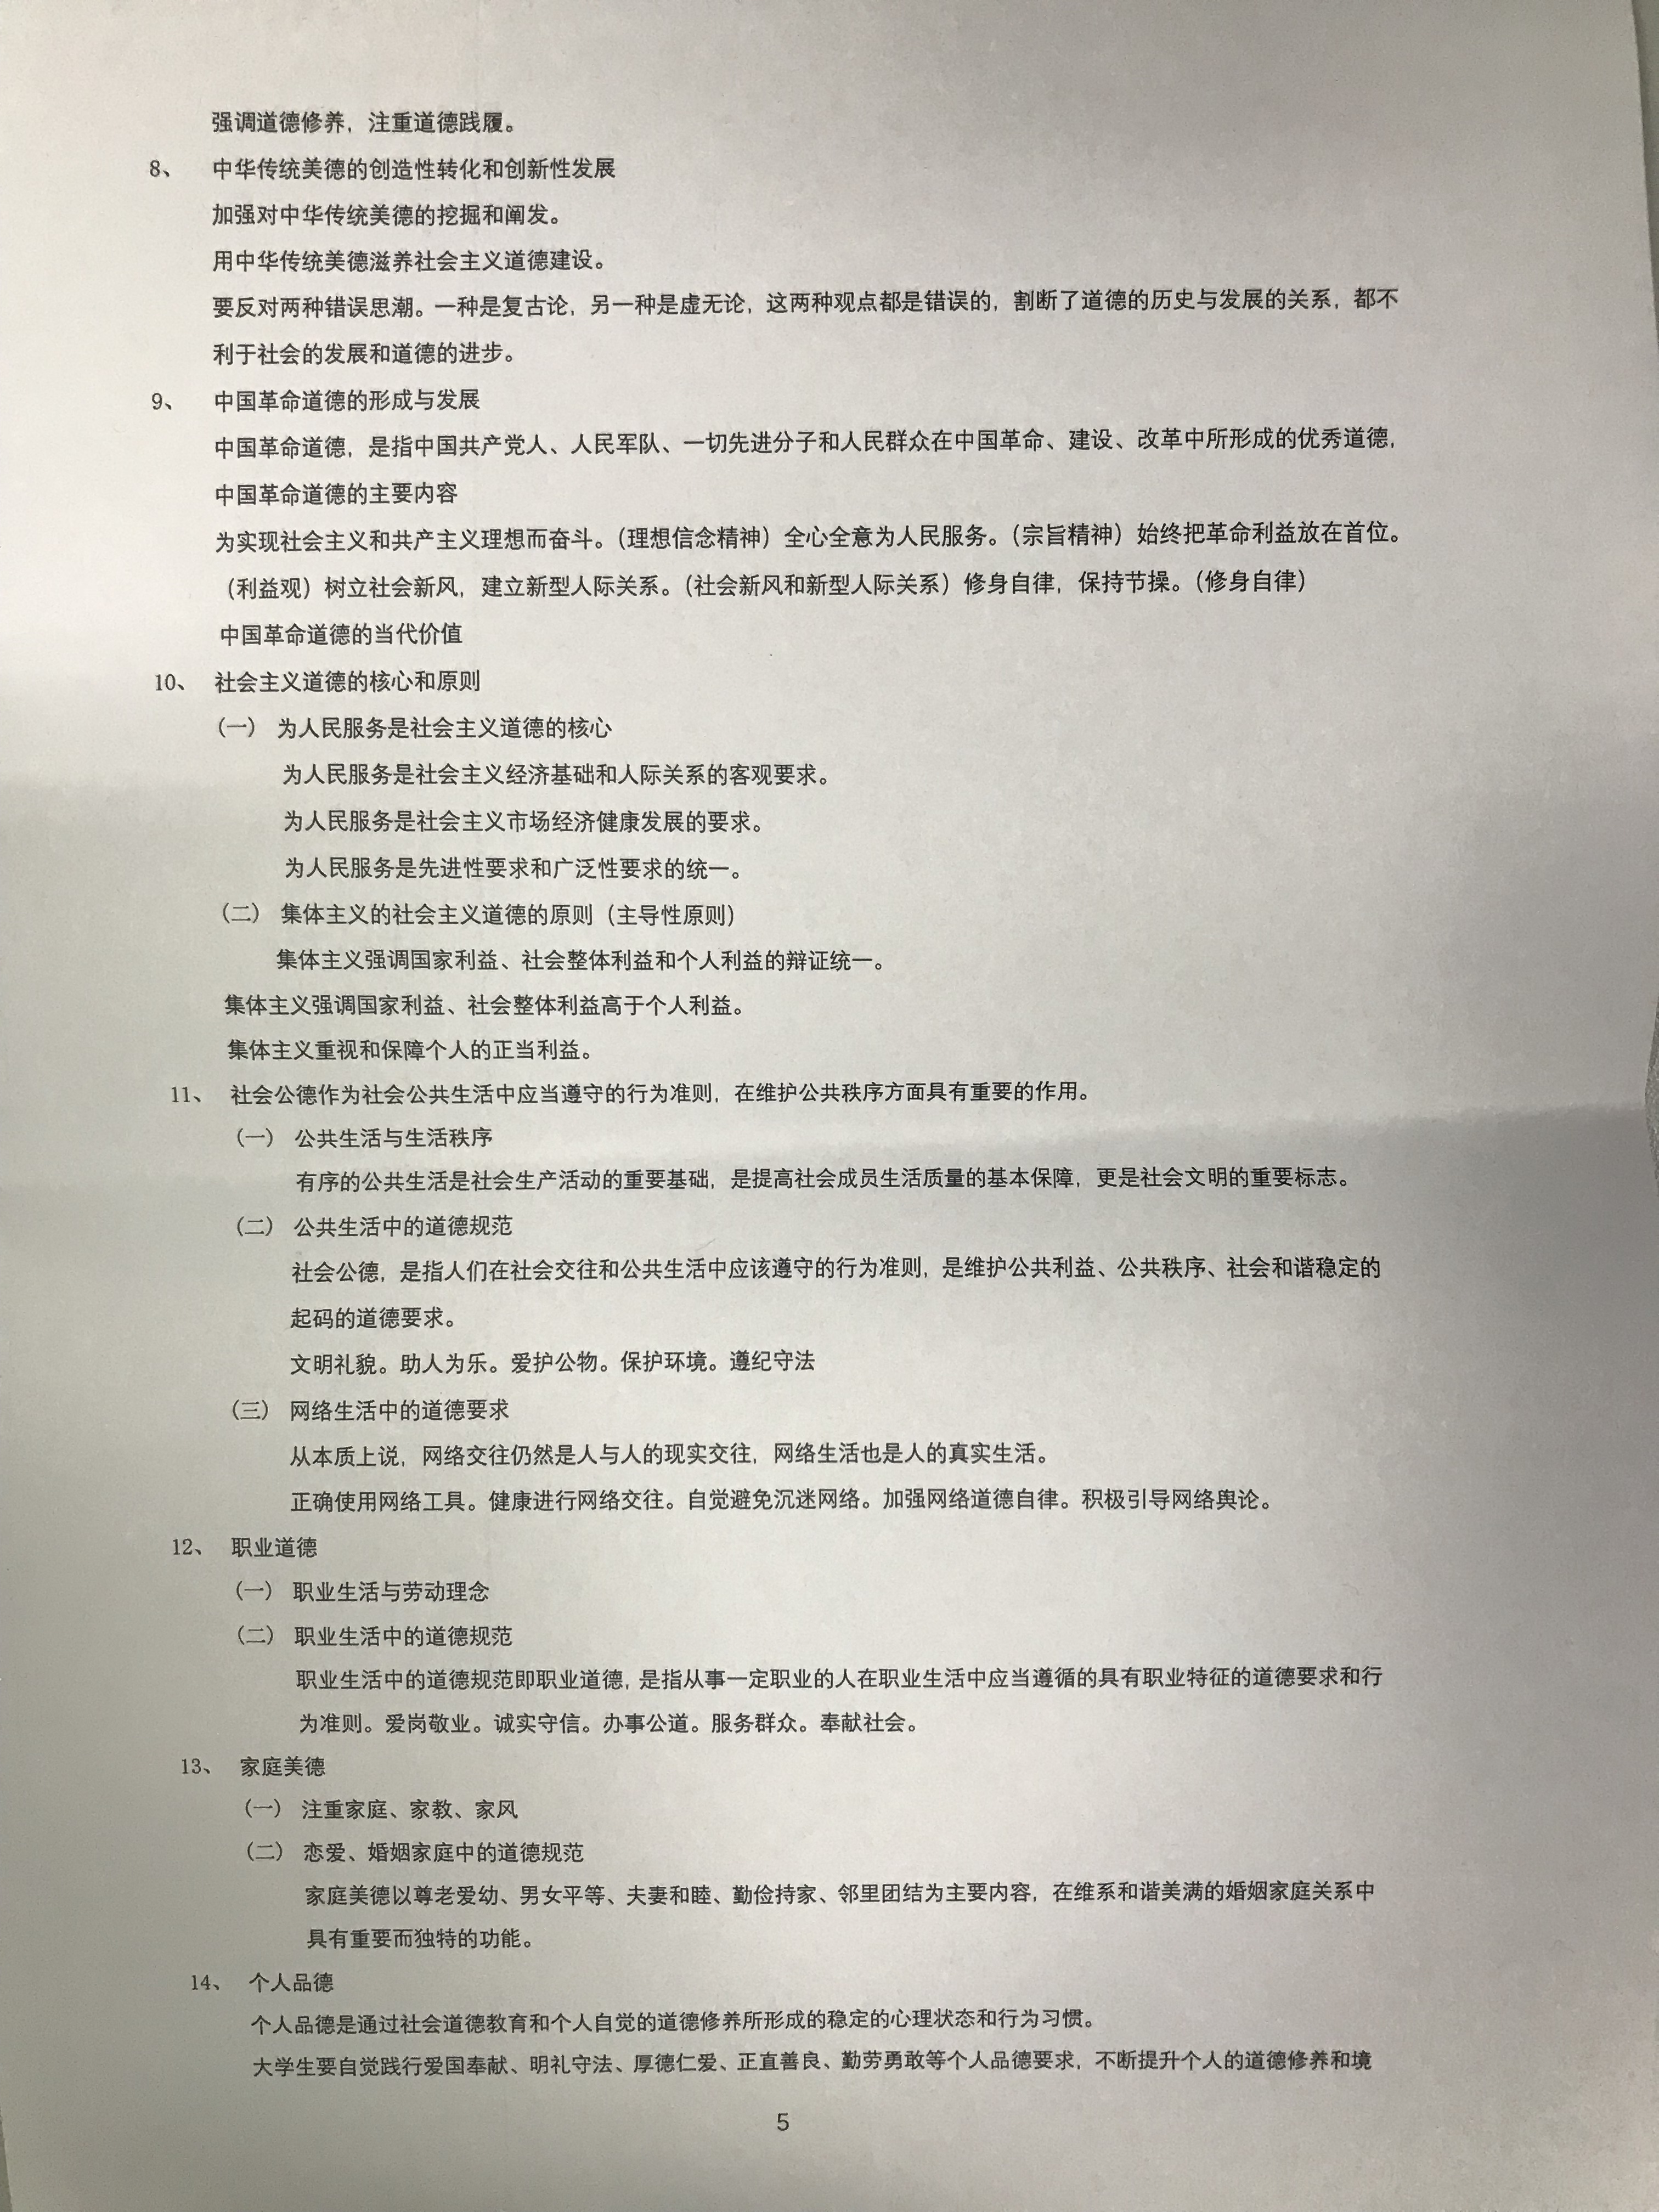 强调道德修养，注重道德践履。
8、 中华传统美德的创造性转化和创新性发展
加强对中华传统美德的挖掘和阐发。
用中华传统美德滋养社会主义道德建设。
要反对两种错误思潮。一种是复古论，另一种是虚无论，这两种观点都是错误的，割断了道德的历史与发展的关系，都不
利于社会的发展和道德的进步。
9、 中国革命道德的形成与发展
中国革命道德，是指中国共产党人、人民军队、一切先进分子和人民群众在中国革命、建设、改革中所形成的优秀道德，
中国革命道德的主要内容
为实现社会主义和共产主义理想而奋斗。（理想信念精神）全心全意为人民服务。（宗旨精神）始终把革命利益放在首位。
（利益观）树立社会新风，建立新型人际关系。（社会新风和新型人际关系）修身自律，保持节操。（修身自律）
中国革命道德的当代价值
10、 社会主义道德的核心和原则
（一） 为人民服务是社会主义道德的核心
为人民服务是社会主义经济基础和人际关系的客观要求。
为人民服务是社会主义市场经济健康发展的要求。
为人民服务是先进性要求和广泛性要求的统一。
（二） 集体主义的社会主义道德的原则（主导性原则）
集体主义强调国家利益、社会整体利益和个人利益的辩证统一。
集体主义强调国家利益、社会整体利益高于个人利益。
集体主义重视和保障个人的正当利益。
11、 社会公德作为社会公共生活中应当遵守的行为准则，在维护公共秩序方面具有重要的作用。
（一） 公共生活与生活秩序
有序的公共生活是社会生产活动的重要基础，是提高社会成员生活质量的基本保障，更是社会文明的重要标志。
（二） 公共生活中的道德规范
社会公德，是指人们在社会交往和公共生活中应该遵守的行为准则，是维护公共利益、公共秩序、社会和谐稳定的
起码的道德要求。
文明礼貌。助人为乐。爱护公物。保护环境。遵纪守法
（三） 网络生活中的道德要求
从本质上说，网络交往仍然是人与人的现实交往，网络生活也是人的真实生活。
正确使用网络工具。健康进行网络交往。自觉避免沉迷网络。加强网络道德自律。积极引导网络舆论。
12、 职业道德
（一） 职业生活与劳动理念
（二） 职业生活中的道德规范
职业生活中的道德规范即职业道德，是指从事一定职业的人在职业生活中应当遵循的具有职业特征的道德要求和行
为准则。爱岗敬业。诚实守信。办事公道。服务群众。奉献社会。
13、 家庭美德
（一） 注重家庭、家教、家风
（二） 恋爱、婚姻家庭中的道德规范
家庭美德以尊老爱幼、男女平等、夫妻和睦、勤俭持家、邻里团结为主要内容，在维系和谐美满的婚姻家庭关系中
具有重要而独特的功能。
14、 个人品德
个人品德是通过社会道德教育和个人自觉的道德修养所形成的稳定的心理状态和行为习惯。
大学生要自觉践行爱国奉献、明礼守法、厚德仁爱、正直善良、勤劳勇敢等个人品德要求，不断提升个人的道德修养和境
5